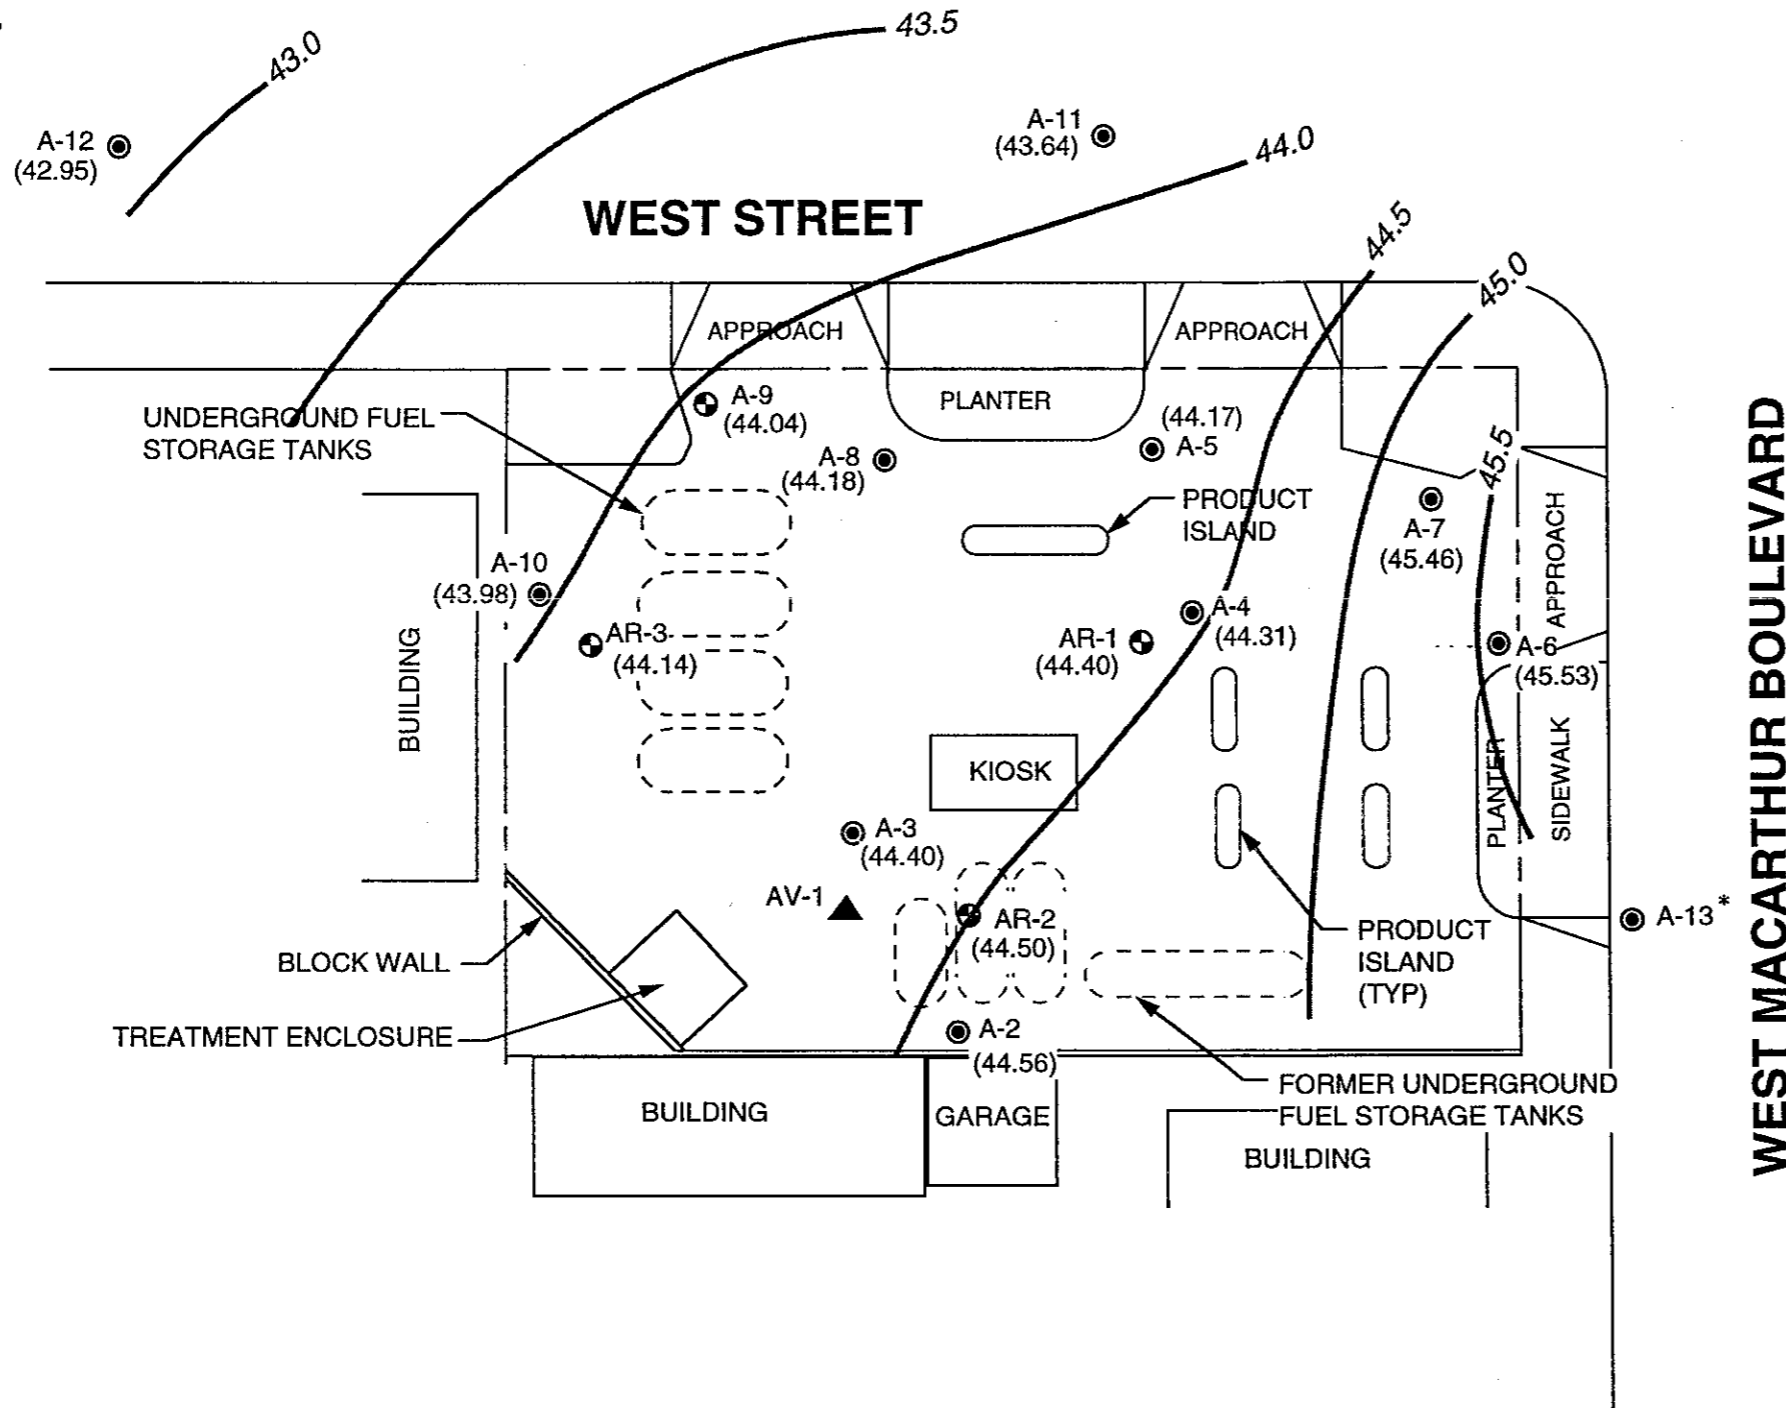 43.0
43.5
A-12
(42.95)
A-11
(43.64)
44.0
WEST STREET
44.5
45.0
APPROACH
APPROACH
UNDERGROUND FUEL
STORAGE TANKS
A-9
(44.04)
PLANTER
(44.17)
A-5
A-8
(44.18)
45.5
PRODUCT
ISLAND
A-7
(45.46)
APPROACH
A-10
(43.98)
AR-3
(44.14)
AR-1
(44.40)
A-4
(44.31)
A-6
(45.53)
BUILDING
KIOSK
PLANTER
SIDEWALK
WEST MACARTHUR BOULEVARD
A-3
(44.40)
AV-1
AR-2
(44.50)
A-13*
BLOCK WALL
PRODUCT
ISLAND
(TYP)
TREATMENT ENCLOSURE
A-2
(44.56)
FORMER UNDERGROUND
FUEL STORAGE TANKS
BUILDING
GARAGE
BUILDING